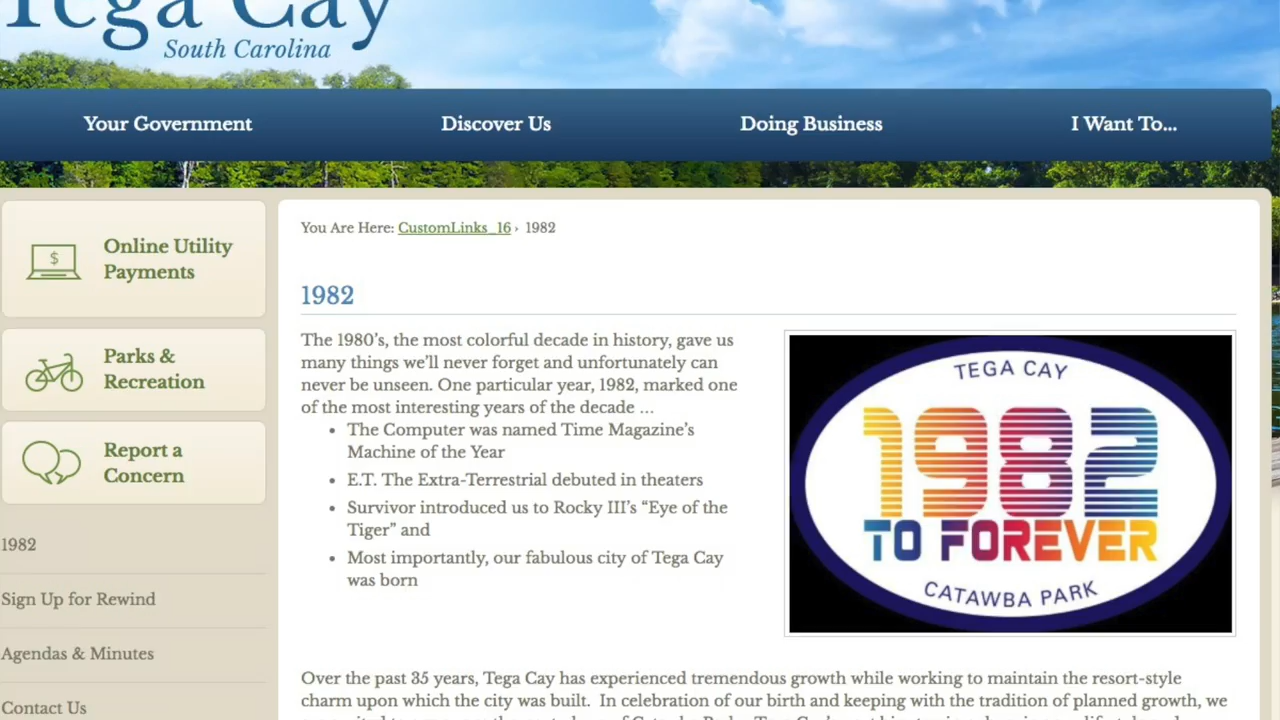 Tega Cay
South Carolina
Your Government
Discover Us
Doing Business
I Want To...
Online Utility
Payments
Parks &
Recreation
Report a
Concern
1982
Sign Up for Rewind
Agendas & Minutes
Contact Us
You Are Here: CustomLinks_16 › 1982
1982
The 1980's, the most colorful decade in history, gave us
many things we'll never forget and unfortunately can
never be unseen. One particular year, 1982, marked one
of the most interesting years of the decade ...
• The Computer was named Time Magazine's
Machine of the Year
• E.T. The Extra-Terrestrial debuted in theaters
• Survivor introduced us to Rocky III's “Eye of the
Tiger” and
• Most importantly, our fabulous city of Tega Cay
was born
TEGA CAY
1982
TO FOREVER
CATAWBA PARK
Over the past 35 years, Tega Cay has experienced tremendous growth while working to maintain the resort-style
charm upon which the city was built.  In celebration of our birth and keeping with the tradition of planned growth, we